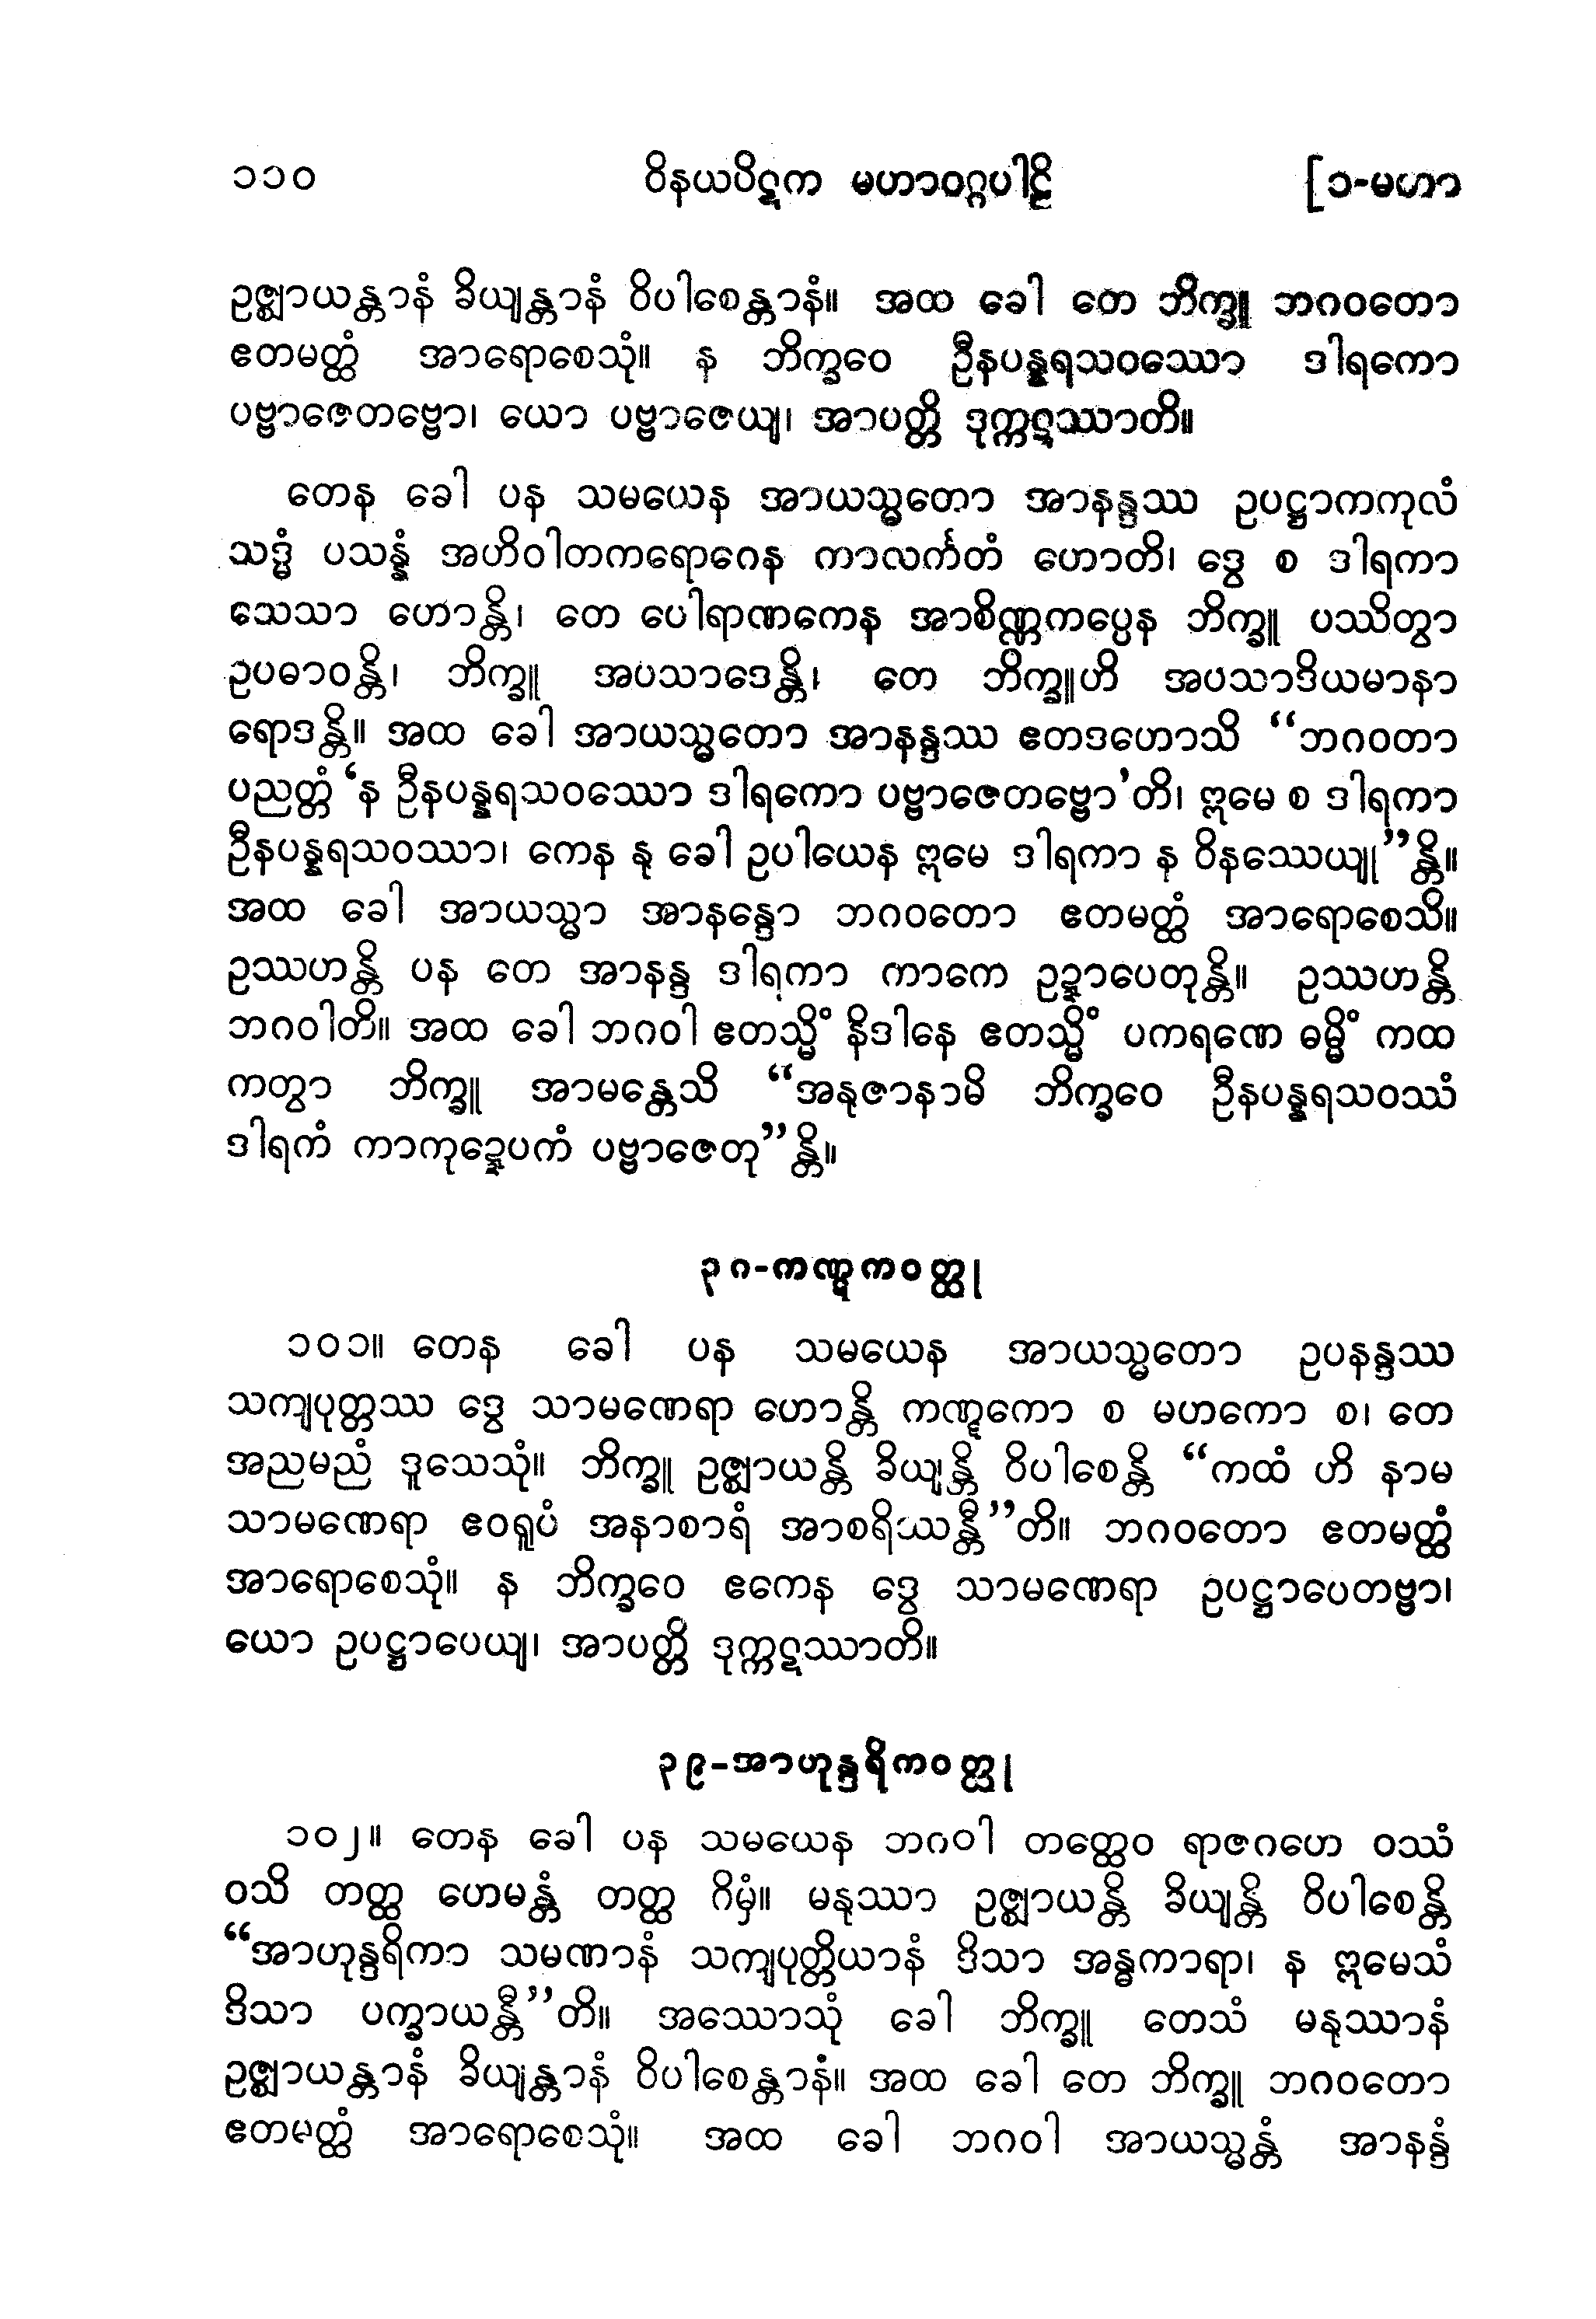 ၁၁၀ ဝိနယပိဋက မဟာဝဂ္ဂပါဠိ [၁-မဟာ
ဥဇ္ဈာယန္တာနံ ခိယျန္တာနံ ဝိပါစေန္တာနံ။ အထ ခေါ တေ ဘိက္ခူ ဘဂဝတော
ဧတမတ္ထံ အာရောစေသုံ။ န ဘိက္ခဝေ ဦနပန္နရသဝဿော ဒါရကော
ပဗ္ဗာဇေတဗ္ဗော၊ ယော ပဗ္ဗာဇေယျ၊ အာပတ္တိ ဒုက္ကဋဿာတိ။
တေန ခေါ ပန သမယေန အာယသ္မတော အာနန္ဒဿ ဥပဋ္ဌာကကုလံ
သဒ္ဓံ ပသန္နံ အဟိဝါတကရောဂေန ကာလင်္ကတံ ဟောတိ၊ ဒွေ စ ဒါရကာ
သေသာ ဟောန္တိ၊ တေ ပေါရာဏကေန အာစိဏ္ဏကပ္ပေန ဘိက္ခူ ပဿိတွာ
ဥပဓာဝန္တိ၊ ဘိက္ခူ အပသာဒေန္တိ၊ တေ ဘိက္ခူဟိ အပသာဒိယမာနာ
ရောဒန္တိ။ အထ ခေါ အာယသ္မတော အာနန္ဒဿ ဧတဒဟောသိ “ဘဂဝတာ
ပညတ္တံ ‘န ဦနပန္နရသဝဿော ဒါရကော ပဗ္ဗာဇေတဗ္ဗော’တိ၊ ဣမေ စ ဒါရကာ
ဦနပန္နရသဝဿာ၊ ကေန နု ခေါ ဥပါယေန ဣမေ ဒါရကာ န ဝိနဿေယျု”န္တိ။
အထ ခေါ အာယသ္မာ အာနန္ဒော ဘဂဝတော ဧတမတ္ထံ အာရောစေသိ။
ဥဿဟန္တိ ပန တေ အာနန္ဒ ဒါရကာ ကာကေ ဥဍ္ဍာပေတုန္တိ။ ဥဿဟန္တိ
ဘဂဝါတိ။ အထ ခေါ ဘဂဝါ ဧတသ္မိံ နိဒါနေ ဧတသ္မိံ ပကရဏေ ဓမ္မိံ ကထ
ကတွာ ဘိက္ခူ အာမန္တေသိ “အနုဇာနာမိ ဘိက္ခဝေ ဦနပန္နရသဝဿံ
ဒါရကံ ကာကုဍ္ဍေပကံ ပဗ္ဗာဇေတု”န္တိ။
၃၈-ကဏ္ဋကဝတ္ထု
၁၀၁။ တေန ခေါ ပန သမယေန အာယသ္မတော ဥပနန္ဒဿ
သကျပုတ္တဿ ဒွေ သာမဏေရာ ဟောန္တိ ကဏ္ဋကော စ မဟကော စ၊ တေ
အညမညံ ဒူသေသုံ။ ဘိက္ခူ ဥဇ္ဈာယန္တိ ခိယျန္တိ ဝိပါစေန္တိ “ကထံ ဟိ နာမ
သာမဏေရာ ဧဝရူပံ အနာစာရံ အာစရိဿန္တီ”တိ။ ဘဂဝတော ဧတမတ္ထံ
အာရောစေသုံ။ န ဘိက္ခဝေ ဧကေန ဒွေ သာမဏေရာ ဥပဋ္ဌာပေတဗ္ဗာ၊
ယော ဥပဋ္ဌာပေယျ၊ အာပတ္တိ ဒုက္ကဋဿာတိ။
၃၉-အာဟုန္ဒရိကဝတ္ထု
၁၀၂။ တေန ခေါ ပန သမယေန ဘဂဝါ တတ္ထေဝ ရာဇဂဟေ ဝဿံ
ဝသိ တတ္ထ ဟေမန္တံ တတ္ထ ဂိမှံ။ မနုဿာ ဥဇ္ဈာယန္တိ ခိယျန္တိ ဝိပါစေန္တိ
“အာဟုန္ဒရိကာ သမဏာနံ သကျပုတ္တိယာနံ ဒိသာ အန္ဓကာရာ၊ န ဣမေသံ
ဒိသာ ပက္ခာယန္တီ”တိ။ အဿောသုံ ခေါ ဘိက္ခူ တေသံ မနုဿာနံ
ဥဇ္ဈာယန္တာနံ ခိယျန္တာနံ ဝိပါစေန္တာနံ။ အထ ခေါ တေ ဘိက္ခူ ဘဂဝတော
ဧတမတ္ထံ အာရောစေသုံ။ အထ ခေါ ဘဂဝါ အာယသ္မန္တံ အာနန္ဒံ